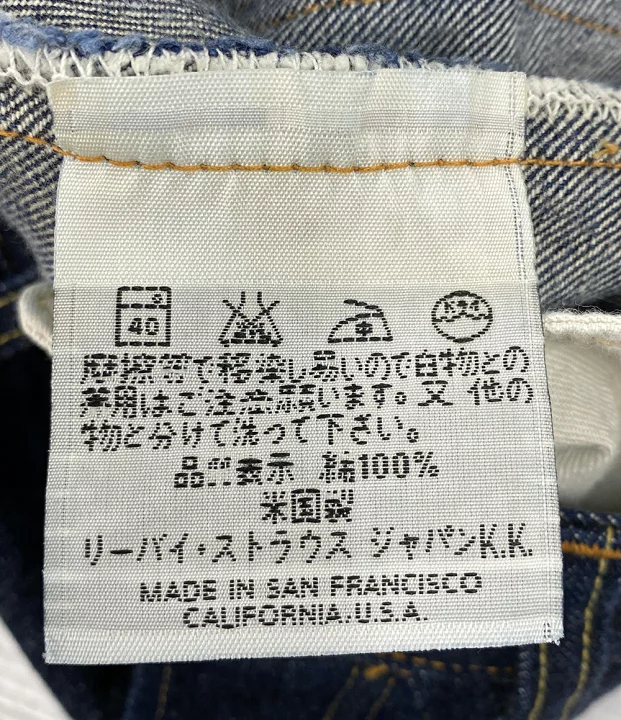 40
摩擦等で移染し易いので白物との
兼用はご注意願います。又 他の
物と分けて洗って下さい。
品質表示 綿100%
米国製
リーバイ・ストラウス ジャパンK.K.
MADE IN SAN FRANCISCO
CALIFORNIA.U.S.A.